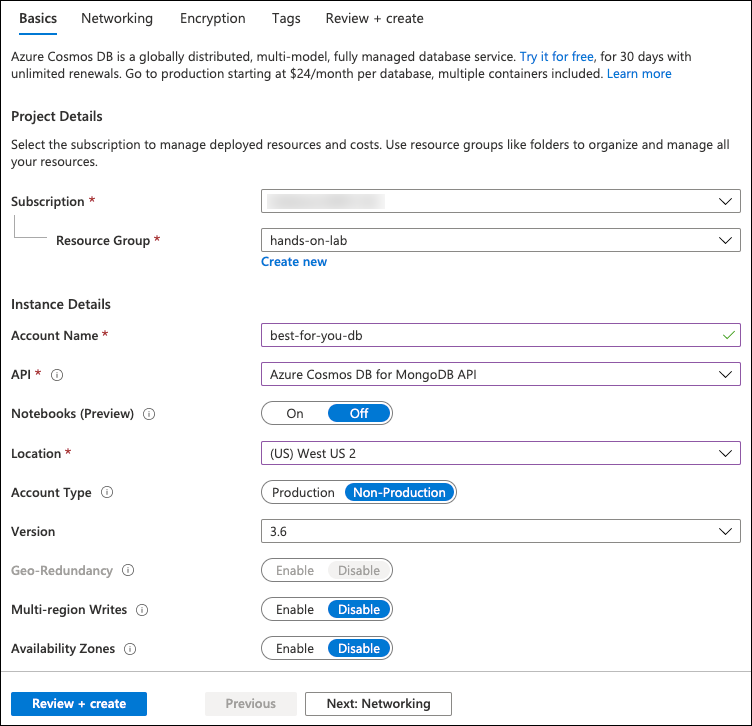 Basics Networking Encryption Tags Review + create
Azure Cosmos DB is a globally distributed, multi-model, fully managed database service. Try it for free, for 30 days with
unlimited renewals. Go to production starting at $24/month per database, multiple containers included. Learn more
Project Details
Select the subscription to manage deployed resources and costs. Use resource groups like folders to organize and manage all
your resources.
Subscription *
Resource Group * hands-on-lab
Create new
Instance Details
Account Name * best-for-you-db
API * Azure Cosmos DB for MongoDB API
Notebooks (Preview) On Off
Location * (US) West US 2
Account Type Production Non-Production
Version 3.6
Geo-Redundancy Enable Disable
Multi-region Writes Enable Disable
Availability Zones Enable Disable
Review + create Previous Next: Networking